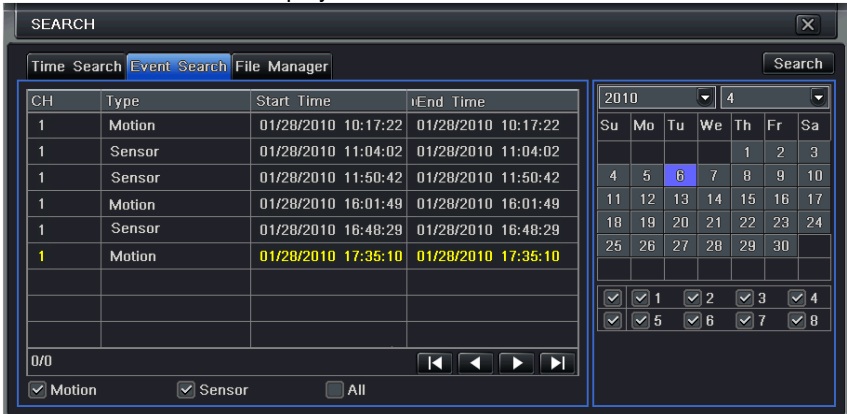 SEARCH
Time Search Event Search File Manager Search
CH Type Start Time End Time
1 Motion 01/28/2010 10:17:22 01/28/2010 10:17:22
1 Sensor 01/28/2010 11:04:02 01/28/2010 11:04:02
1 Sensor 01/28/2010 11:50:42 01/28/2010 11:50:42
1 Motion 01/28/2010 16:01:49 01/28/2010 16:01:49
1 Sensor 01/28/2010 16:48:29 01/28/2010 16:48:29
1 Motion 01/28/2010 17:35:10 01/28/2010 17:35:10
0/0
Motion Sensor All
2010 4
Su Mo Tu We Th Fr Sa
1 2 3
4 5 6 7 8 9 10
11 12 13 14 15 16 17
18 19 20 21 22 23 24
25 26 27 28 29 30
1 2 3 4
5 6 7 8